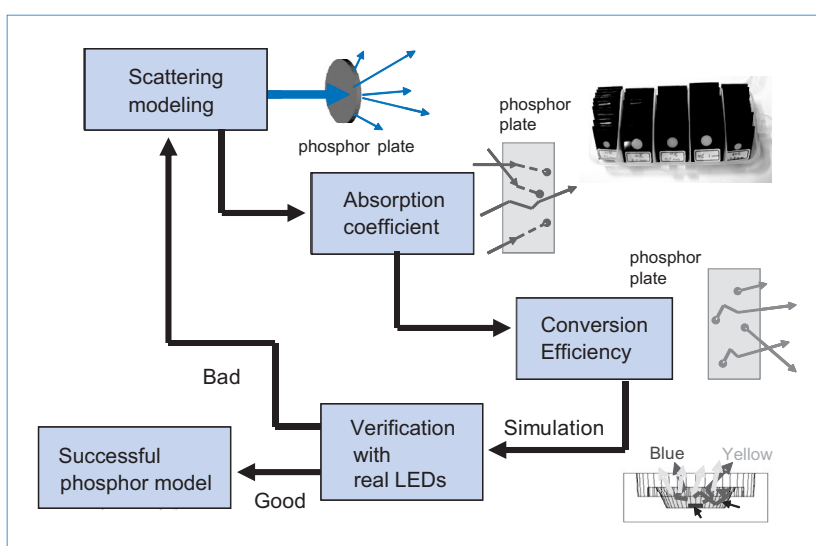 Scattering
modeling
phosphor plate
phosphor
plate
Absorption
coefficient
phosphor
plate
Conversion
Efficiency
Bad
Simulation
Verification
with
real LEDs
Successful
phosphor model
Good
Blue
Yellow